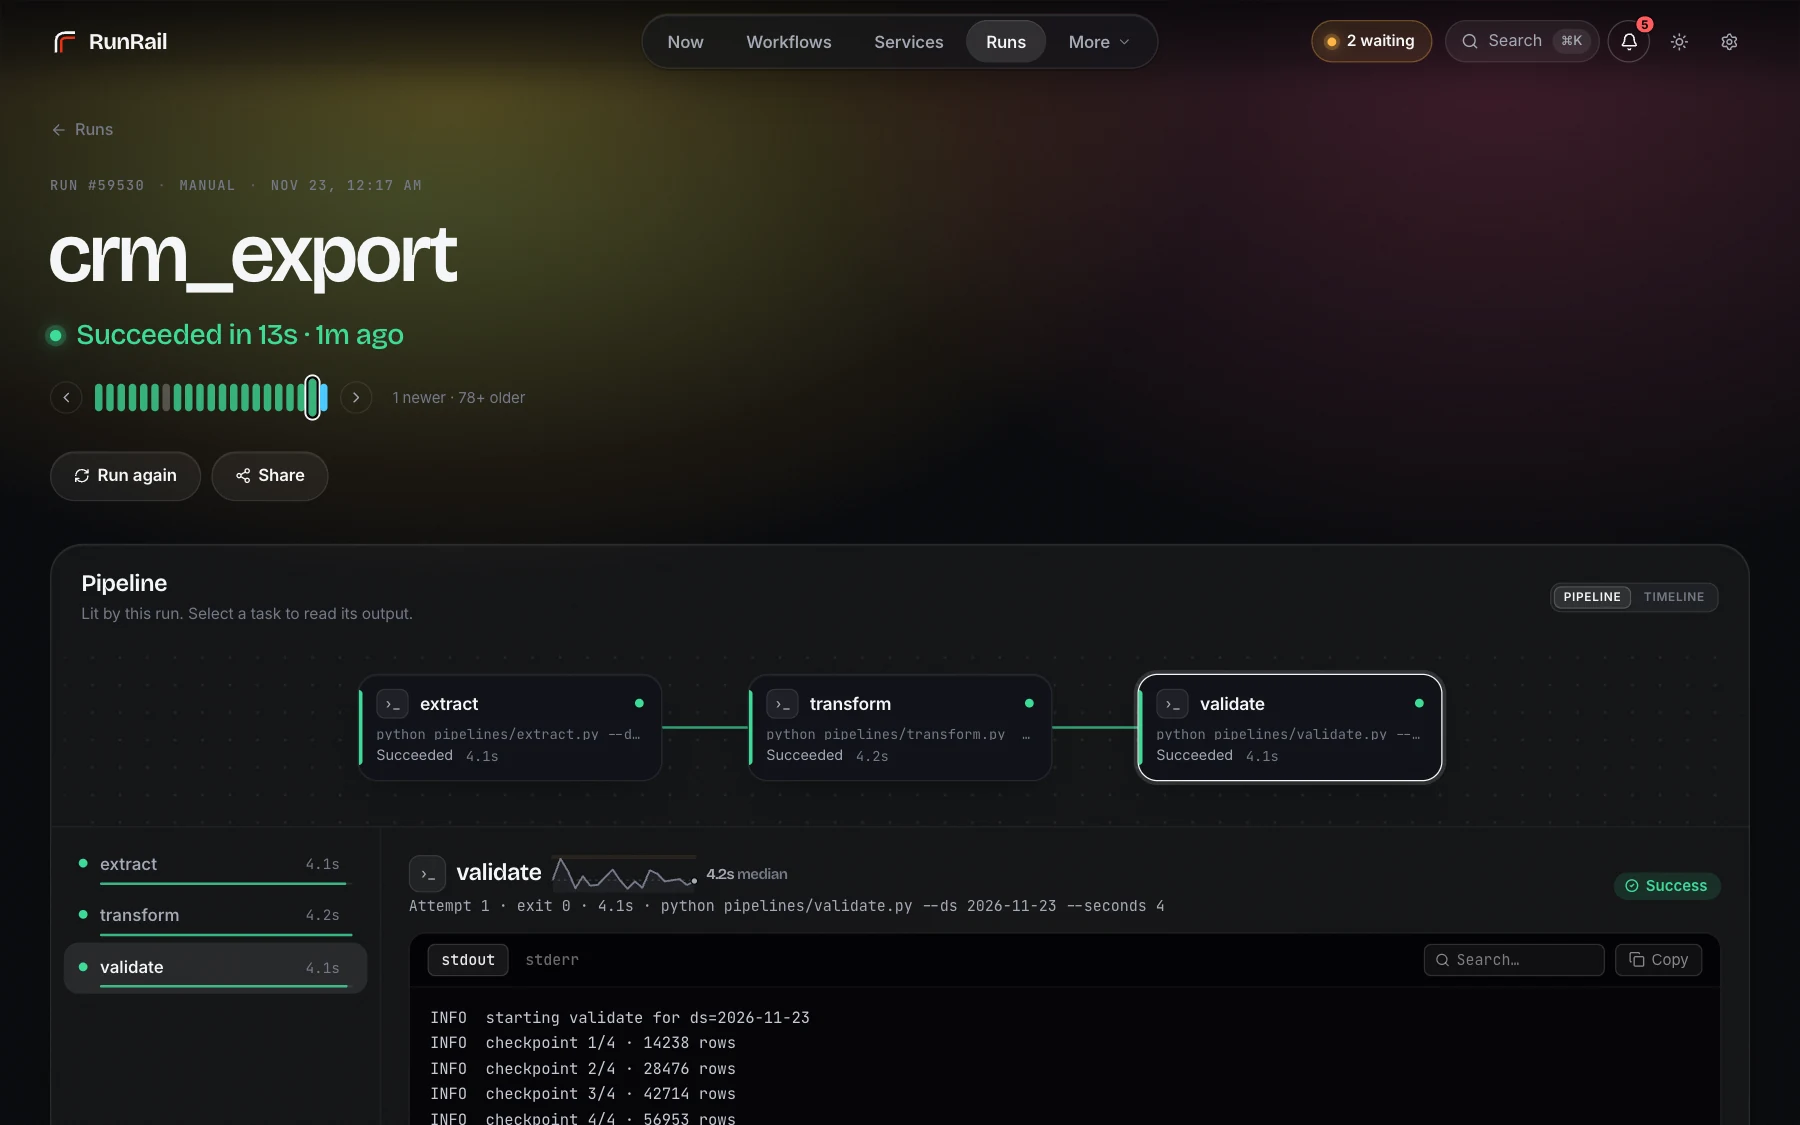 RunRail
Now
Workflows
Services
Runs
More
2 waiting
Search ⌘K
5
← Runs
RUN #59530 · MANUAL · NOV 23, 12:17 AM
crm_export
Succeeded in 13s · 1m ago
1 newer · 78+ older
Run again
Share
Pipeline
Lit by this run. Select a task to read its output.
PIPELINE
TIMELINE
extract
python pipelines/extract.py --d…
Succeeded 4.1s
transform
python pipelines/transform.py …
Succeeded 4.2s
validate
python pipelines/validate.py --…
Succeeded 4.1s
extract 4.1s
transform 4.2s
validate 4.1s
validate
4.2s median
Attempt 1 · exit 0 · 4.1s · python pipelines/validate.py --ds 2026-11-23 --seconds 4
Success
stdout
stderr
Search…
Copy
INFO starting validate for ds=2026-11-23
INFO checkpoint 1/4 · 14238 rows
INFO checkpoint 2/4 · 28476 rows
INFO checkpoint 3/4 · 42714 rows
INFO checkpoint 4/4 · 56953 rows